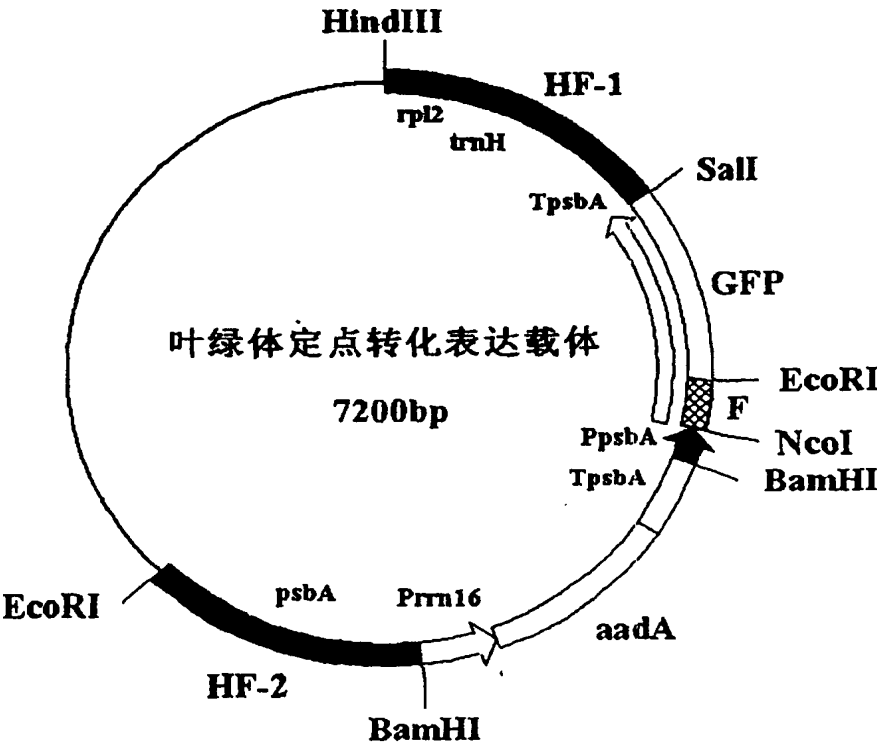 HindIII
HF-1
rpl2
trnH
SalI
TpsbA
GFP
叶绿体定点转化表达载体
7200bp
EcoRI
F
PpsbA
NcoI
TpsbA
BamHI
EcoRI
psbA
Prrn16
aadA
HF-2
BamHI